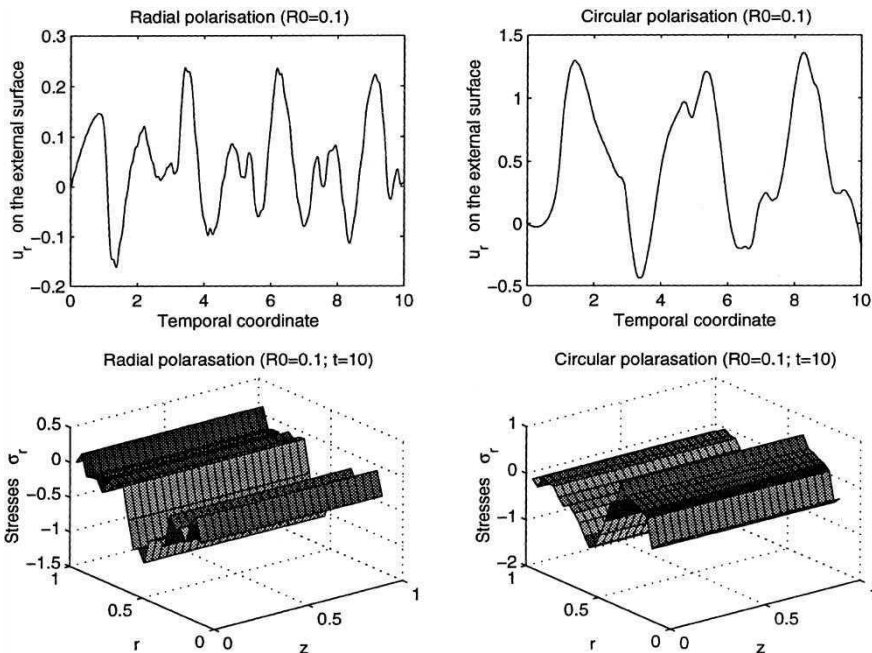 Radial polarisation (R0=0.1)
0.3
0.2
0.1
0
−0.1
−0.2
u_r on the external surface
0 2 4 6 8 10
Temporal coordinate
Circular polarisation (R0=0.1)
1.5
1
0.5
0
−0.5
u_r on the external surface
0 2 4 6 8 10
Temporal coordinate
Radial polarasation (R0=0.1; t=10)
0.5
0
−0.5
−1
−1.5
Stresses σ_r
1
0.5
0
r
0
0.5
1
z
Circular polarasation (R0=0.1; t=10)
1
0
−1
−2
Stresses σ_r
1
0.5
0
r
0
0.5
1
z